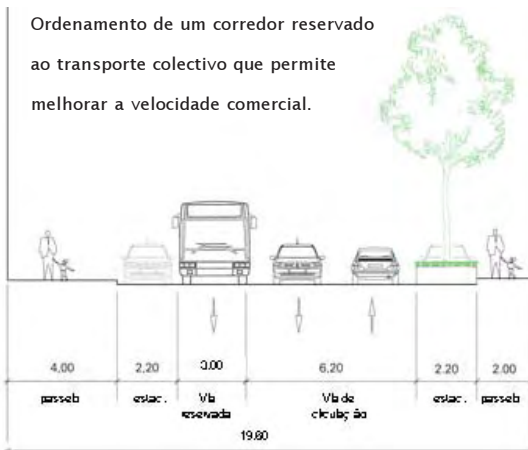 Ordenamento de um corredor reservado
ao transporte colectivo que permite
melhorar a velocidade comercial.
4,00 2,20 3.00 6,20 2.20 2.00
passeio estac. Via reservada Via de circulação estac. passeio
19.60